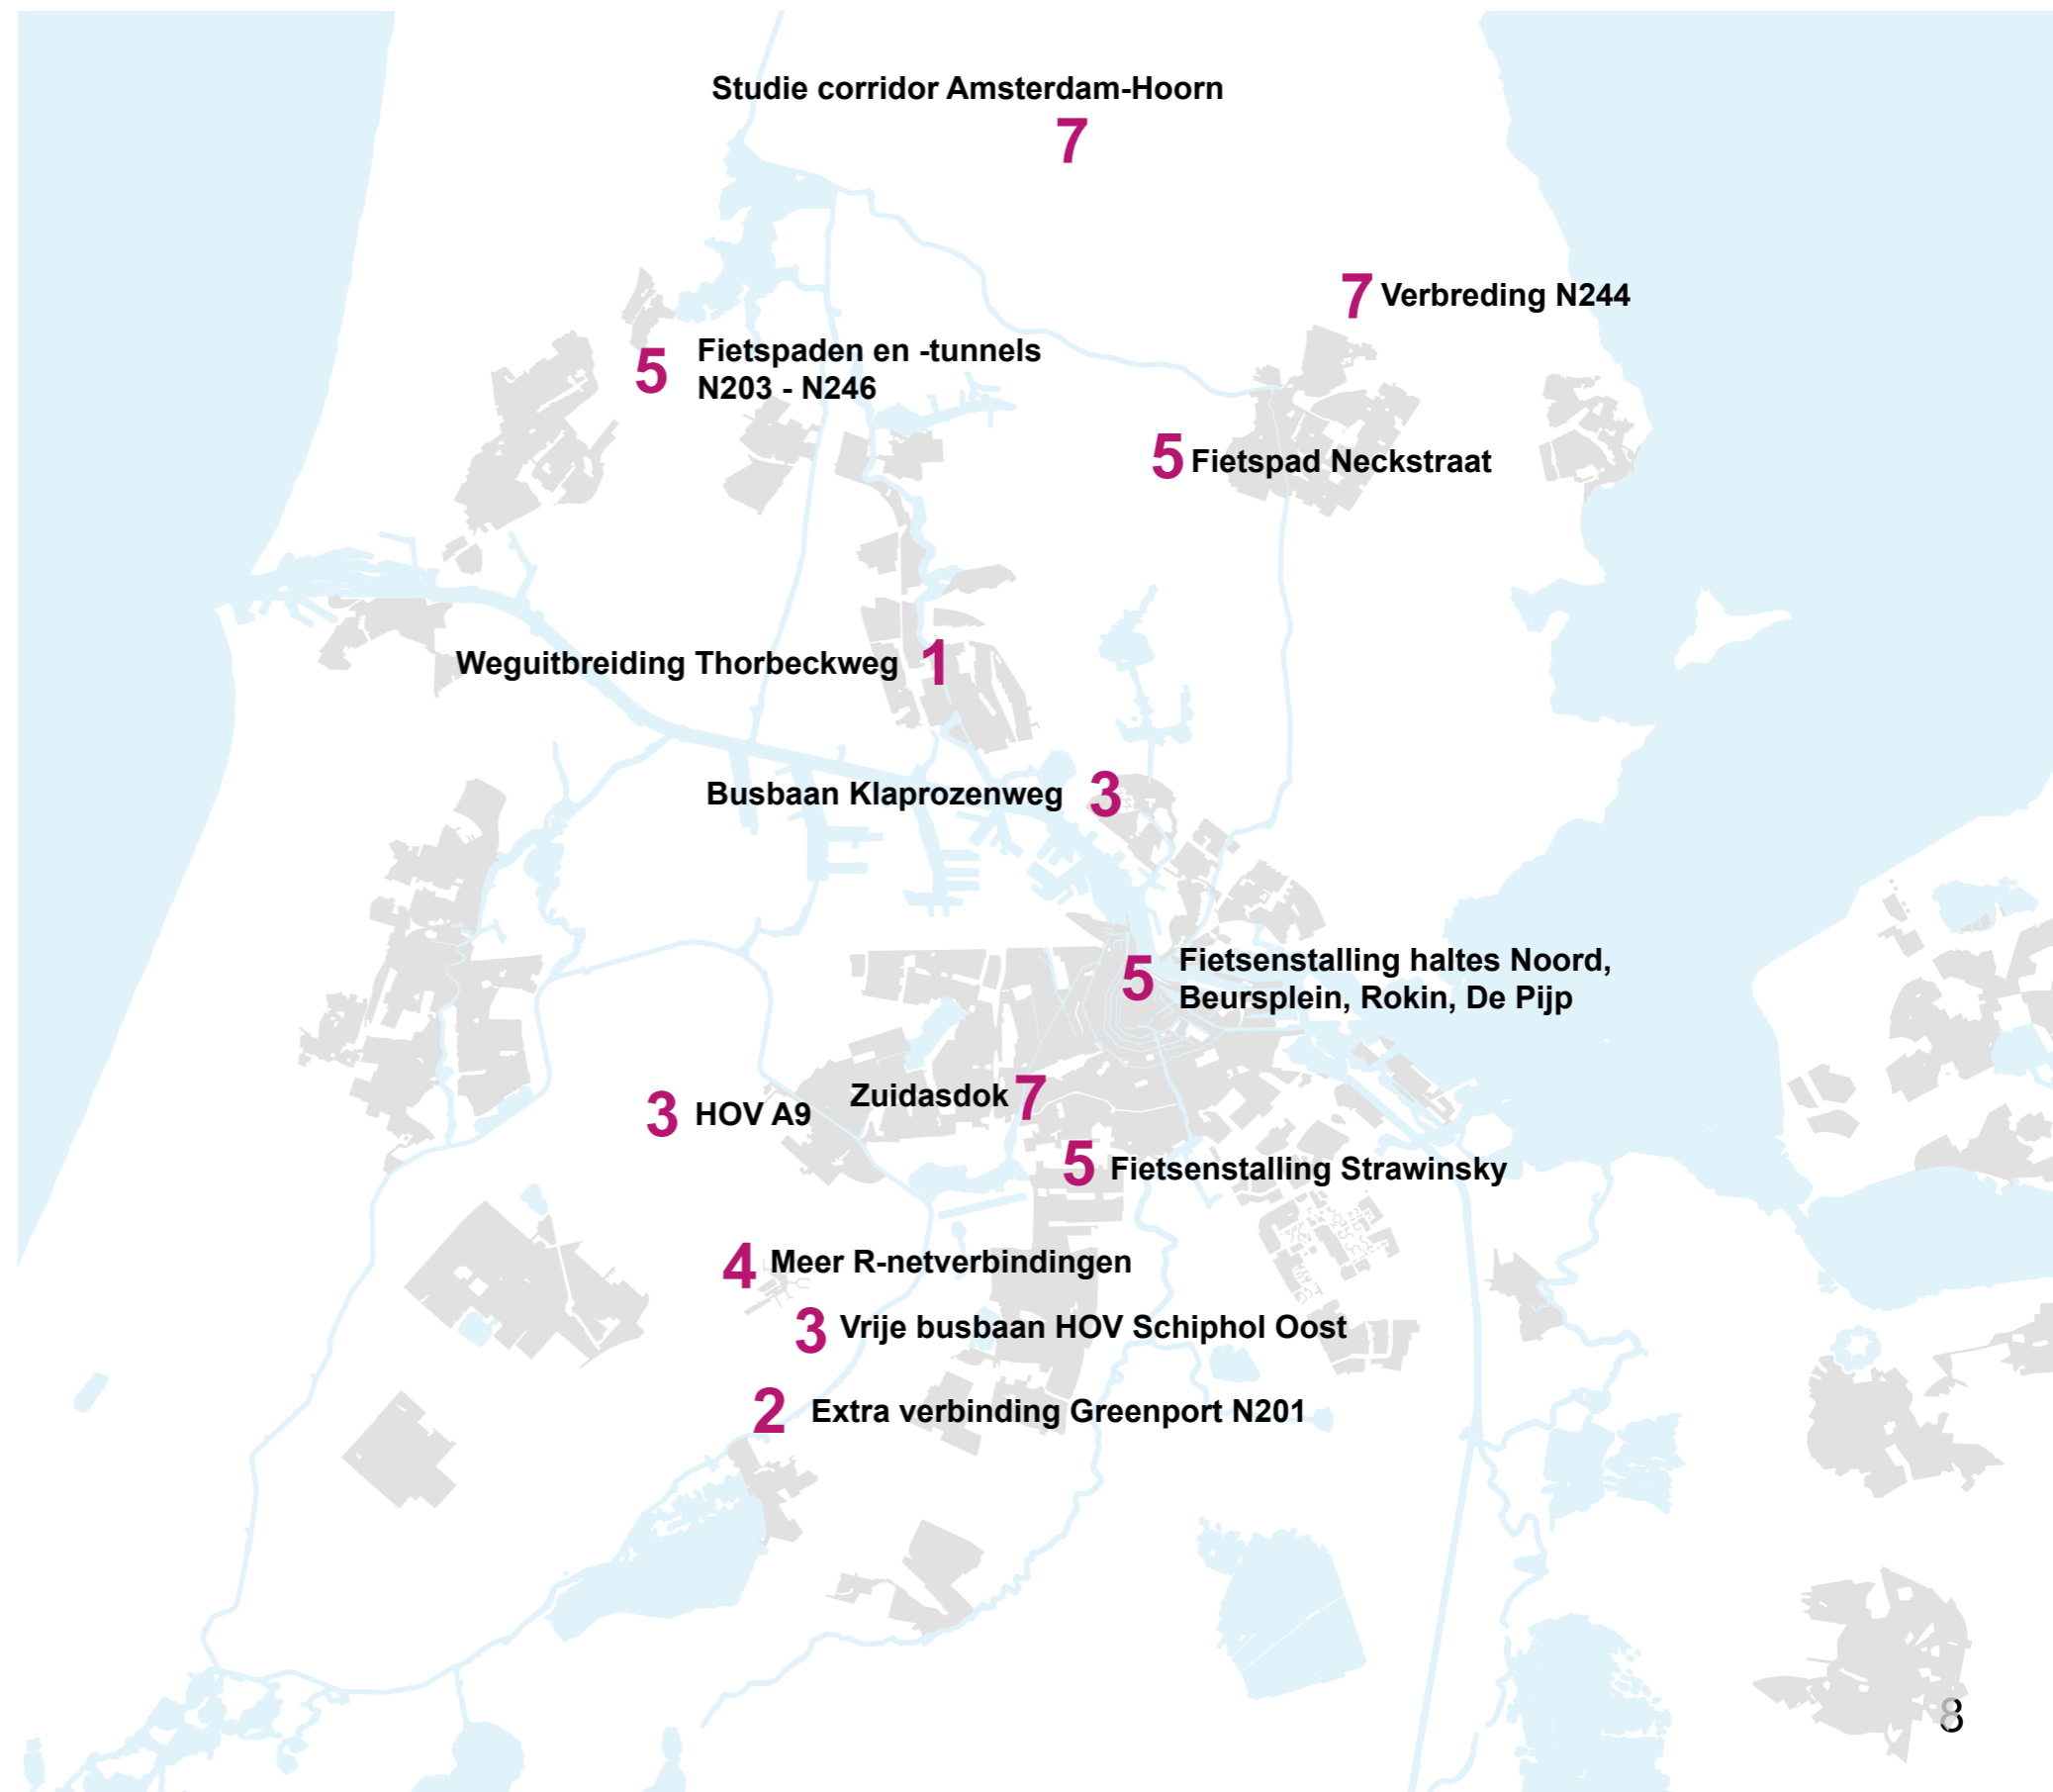 Studie corridor Amsterdam-Hoorn
7
7 Verbreding N244
5 Fietspaden en -tunnels
N203 - N246
5 Fietspad Neckstraat
Weguitbreiding Thorbeckweg 1
Busbaan Klaprozenweg 3
5 Fietsenstalling haltes Noord,
Beursplein, Rokin, De Pijp
Zuidasdok 7
3 HOV A9
5 Fietsenstalling Strawinsky
4 Meer R-netverbindingen
3 Vrije busbaan HOV Schiphol Oost
2 Extra verbinding Greenport N201
8